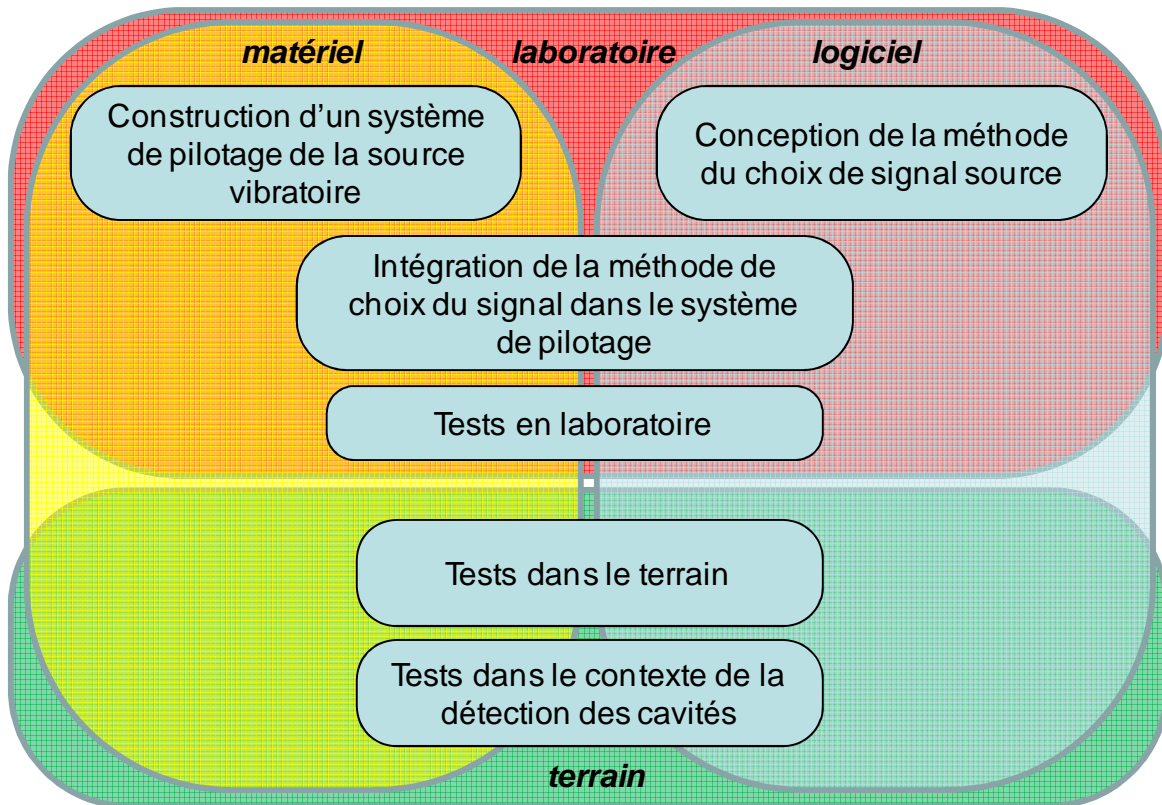 matériel laboratoire logiciel
Construction d'un système
de pilotage de la source
vibratoire
Conception de la méthode
du choix de signal source
Intégration de la méthode de
choix du signal dans le système
de pilotage
Tests en laboratoire
Tests dans le terrain
Tests dans le contexte de la
détection des cavités
terrain